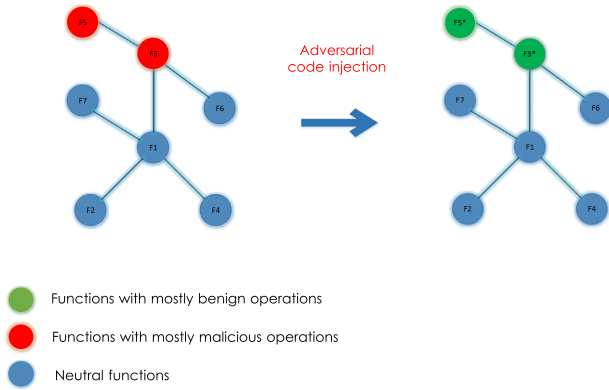 F5
F5*
F3
F3*
Adversarial
code injection
F7
F6
F7
F6
F1
F1
F2
F4
F2
F4
Functions with mostly benign operations
Functions with mostly malicious operations
Neutral functions